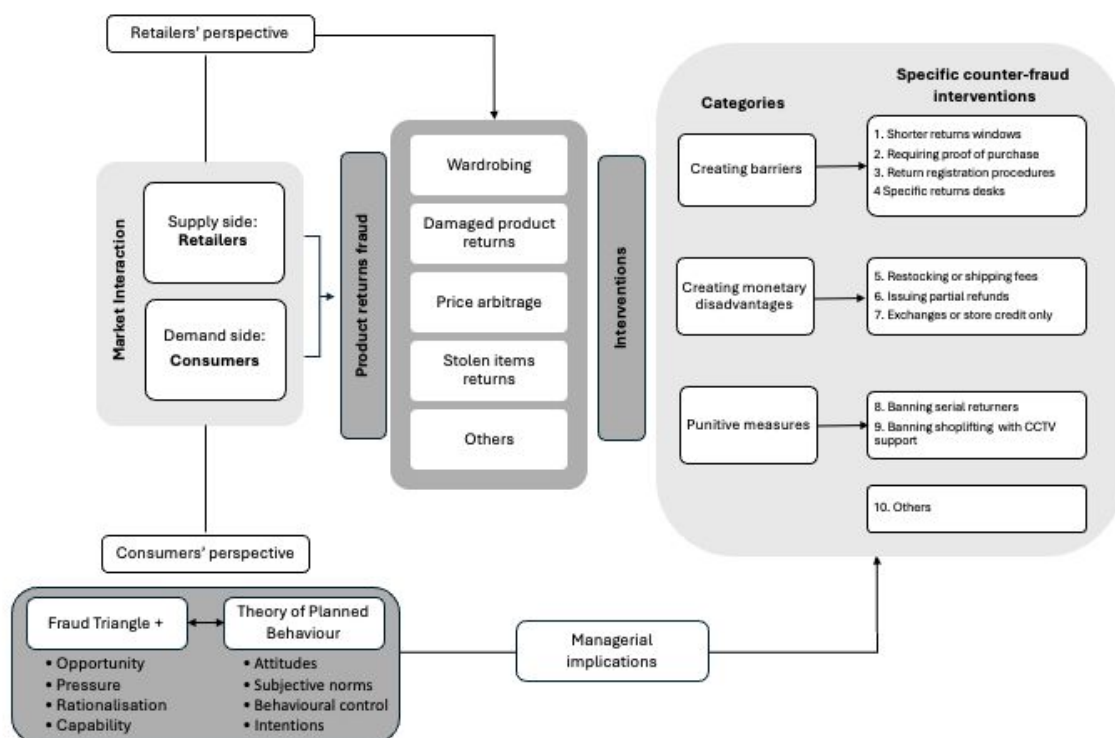 Retailers' perspective
Market Interaction
Supply side:
Retailers
Demand side:
Consumers
Product returns fraud
Wardrobing
Damaged product
returns
Price arbitrage
Stolen items
returns
Others
Interventions
Categories
Specific counter-fraud
interventions
Creating barriers
1. Shorter returns windows
2. Requiring proof of purchase
3. Return registration procedures
4 Specific returns desks
Creating monetary
disadvantages
5. Restocking or shipping fees
6. Issuing partial refunds
7. Exchanges or store credit only
Punitive measures
8. Banning serial returners
9. Banning shoplifting with CCTV
support
10. Others
Consumers' perspective
Fraud Triangle +
• Opportunity
• Pressure
• Rationalisation
• Capability
Theory of Planned
Behaviour
• Attitudes
• Subjective norms
• Behavioural control
• Intentions
Managerial
implications